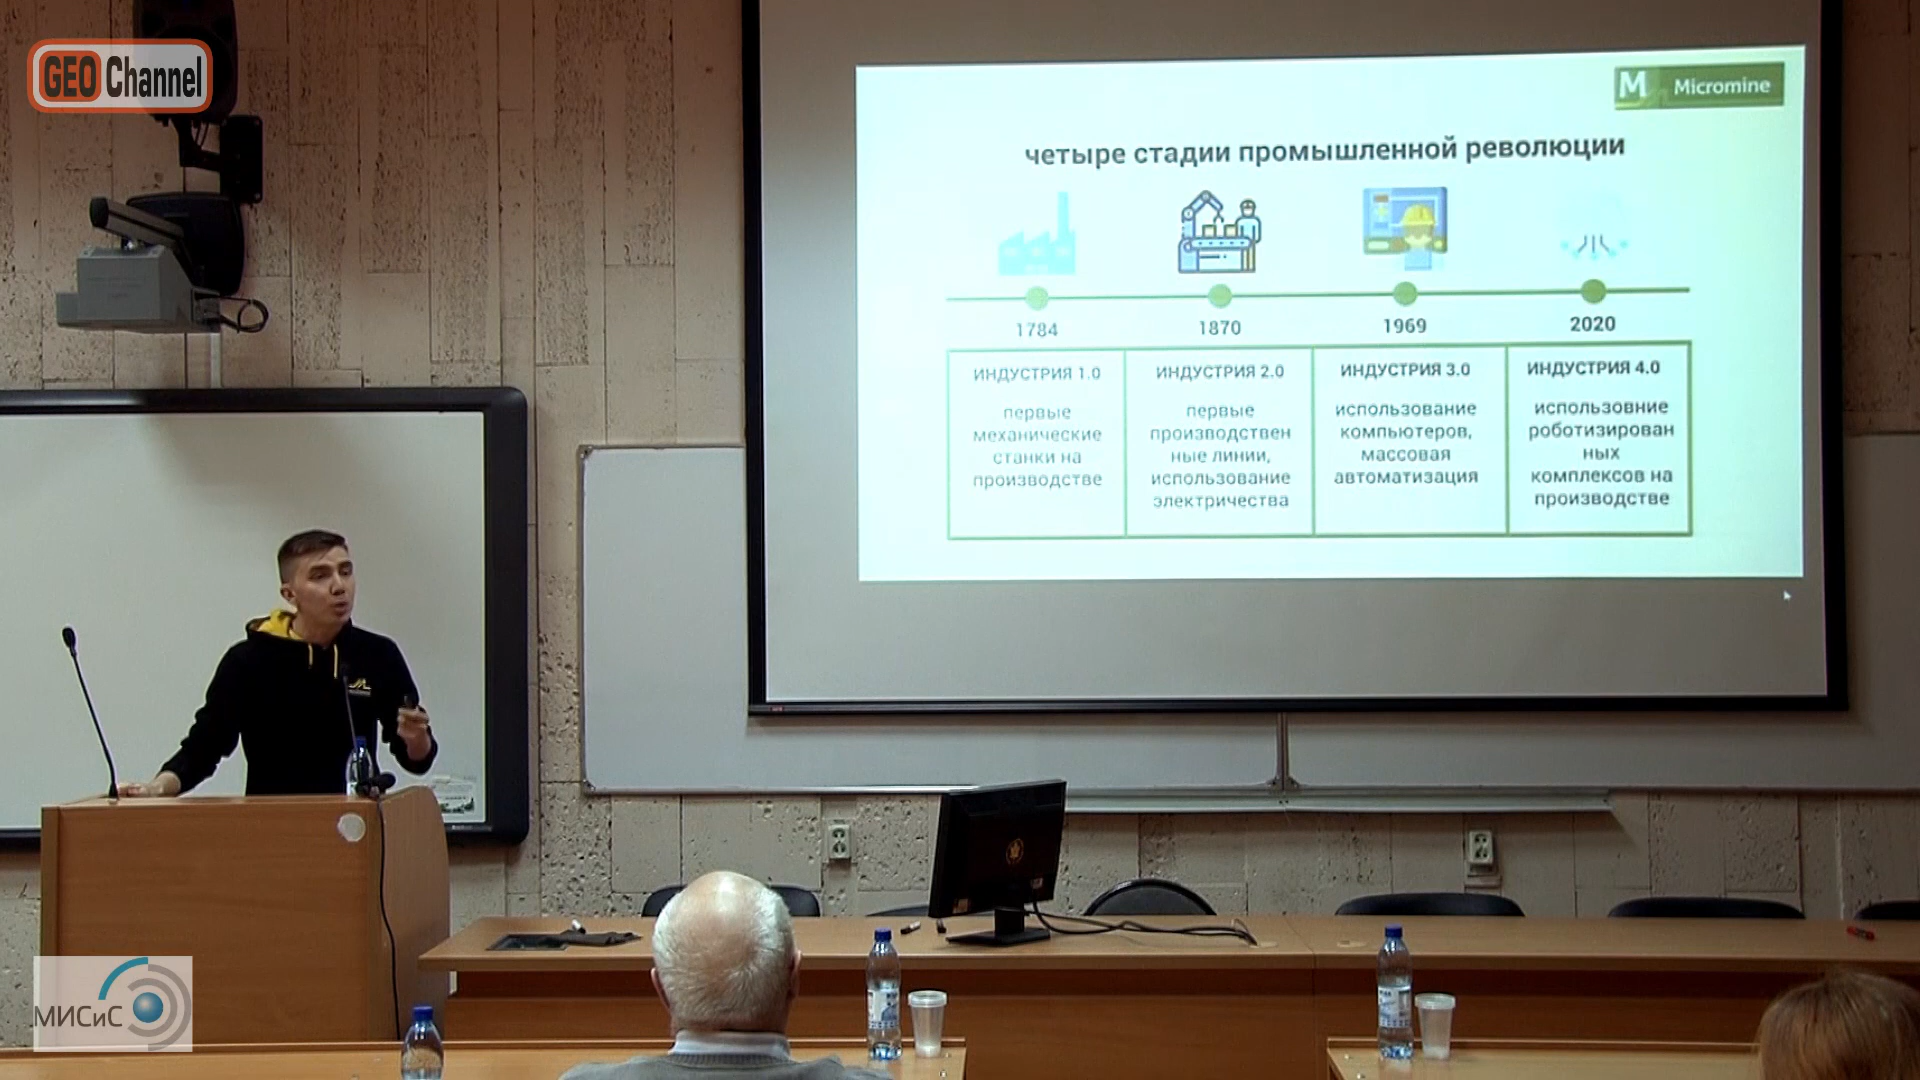 GEO Channel
M Micromine
четыре стадии промышленной революции
1784
1870
1969
2020
ИНДУСТРИЯ 1.0
первые
механические
станки на
производстве
ИНДУСТРИЯ 2.0
первые
производствен
ные линии,
использование
электричества
ИНДУСТРИЯ 3.0
использование
компьютеров,
массовая
автоматизация
ИНДУСТРИЯ 4.0
использовние
роботизирован
ных
комплексов на
производстве
МИСиС